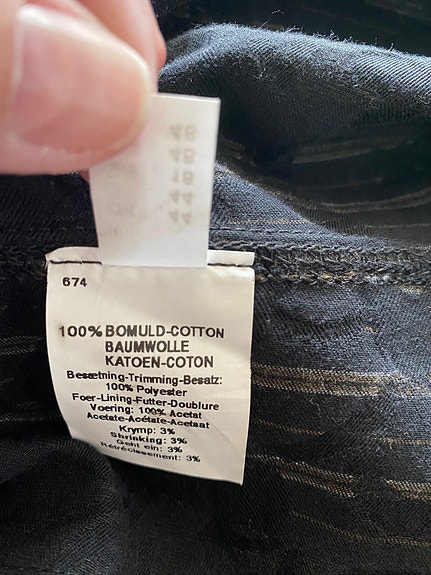 674
100% BOMULD-COTTON
BAUMWOLLE
KATOEN-COTON
Besætning-Trimming-Besatz:
100% Polyester
Foer-Lining-Futter-Doublure
Voering: 100% Acetat
Acetate-Acétate-Acetaat
Krymp: 3%
Shrinking: 3%
Geht ein: 3%
Rétrécissement: 3%